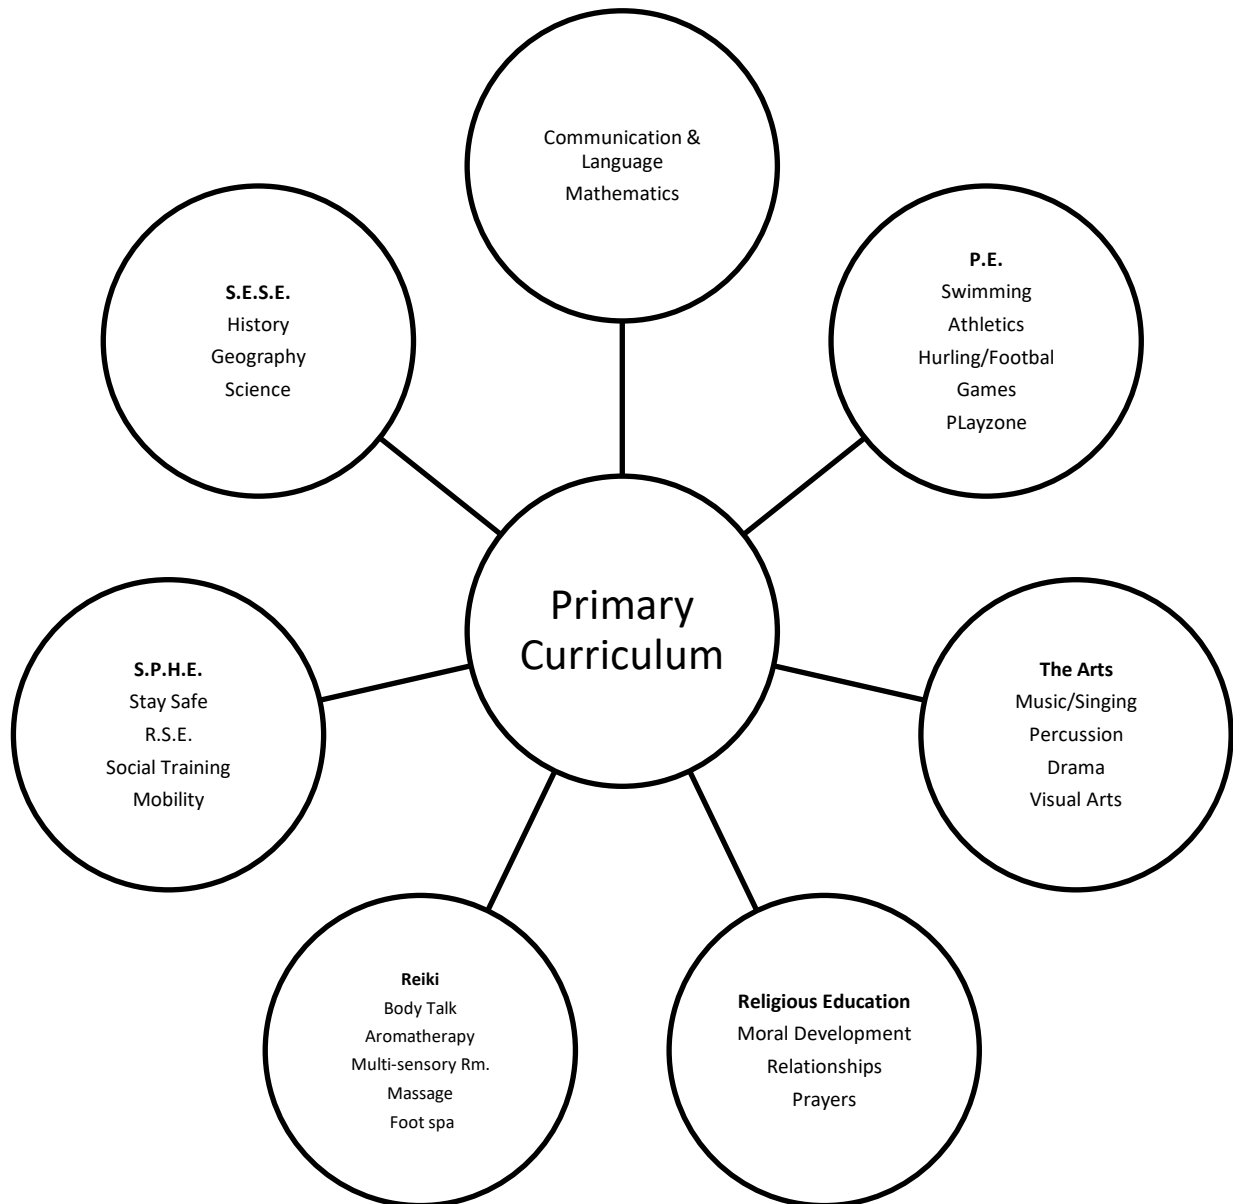 Communication &
Language
Mathematics
P.E.
Swimming
Athletics
Hurling/Footbal
Games
PLayzone
The Arts
Music/Singing
Percussion
Drama
Visual Arts
Religious Education
Moral Development
Relationships
Prayers
Reiki
Body Talk
Aromatherapy
Multi-sensory Rm.
Massage
Foot spa
S.P.H.E.
Stay Safe
R.S.E.
Social Training
Mobility
S.E.S.E.
History
Geography
Science
Primary
Curriculum